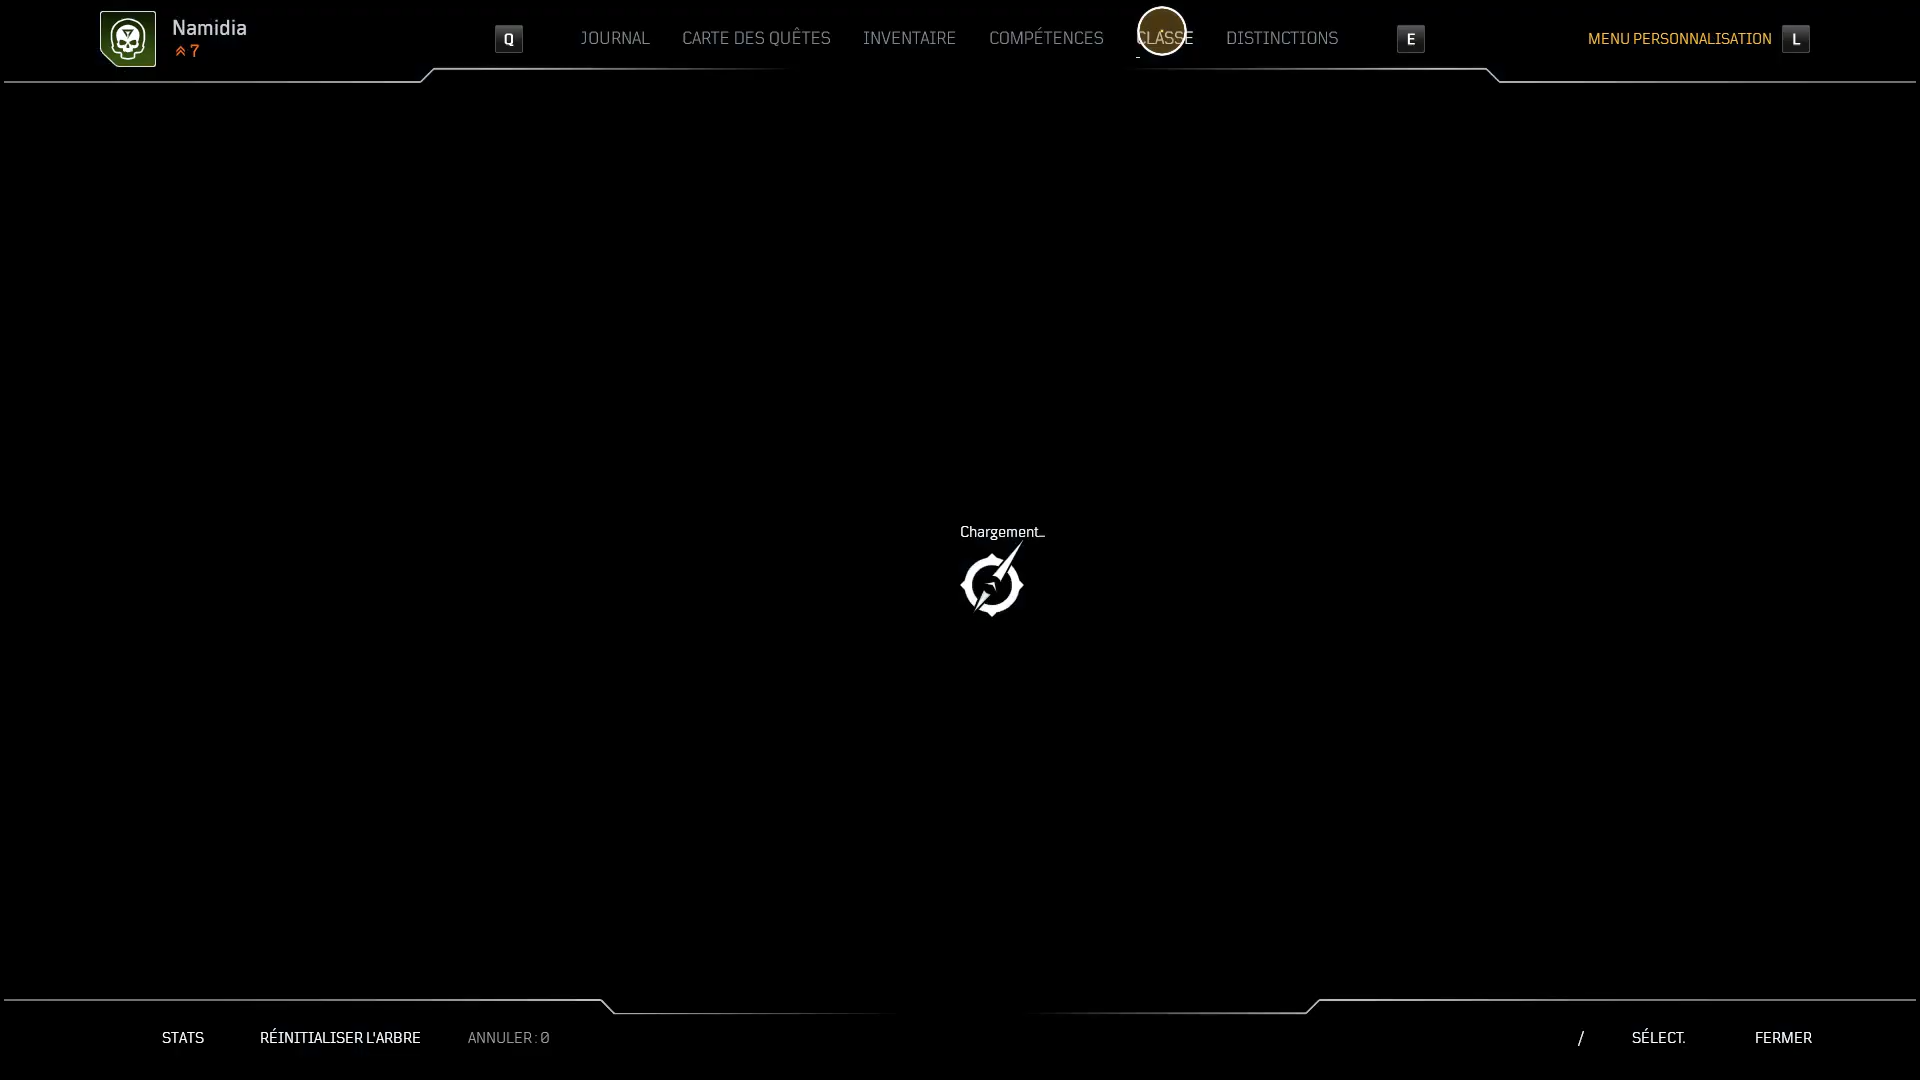 Namidia
7
Q
JOURNAL
CARTE DES QUÊTES
INVENTAIRE
COMPÉTENCES
CLASSE
DISTINCTIONS
E
MENU PERSONNALISATION
L
Chargement...
STATS
RÉINITIALISER L'ARBRE
ANNULER : 0
/
SÉLECT.
FERMER